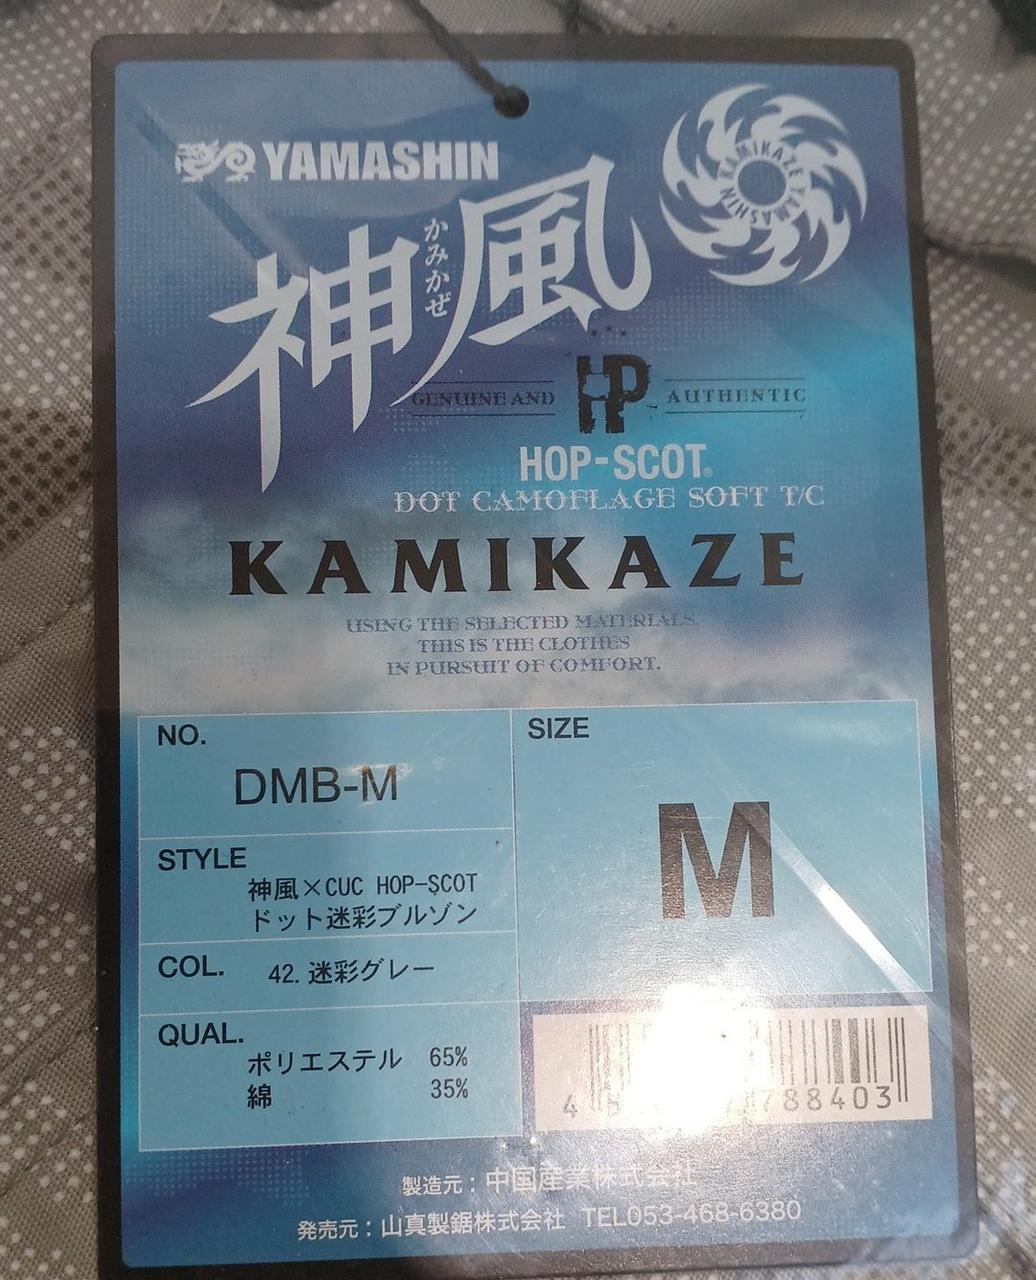 YAMASHIN
KAMIKAZE YAMASHIN
神風
かみかぜ
GENUINE AND HP AUTHENTIC
HOP-SCOT®
DOT CAMOFLAGE SOFT T/C
KAMIKAZE
USING THE SELECTED MATERIALS.
THIS IS THE CLOTHES
IN PURSUIT OF COMFORT.
NO.
DMB-M
SIZE
M
STYLE
神風×CUC HOP-SCOT
ドット迷彩ブルゾン
COL. 42. 迷彩グレー
QUAL.
ポリエステル 65%
綿 35%
788403
製造元：中国産業株式会社
発売元：山真製鋸株式会社 TEL053-468-6380